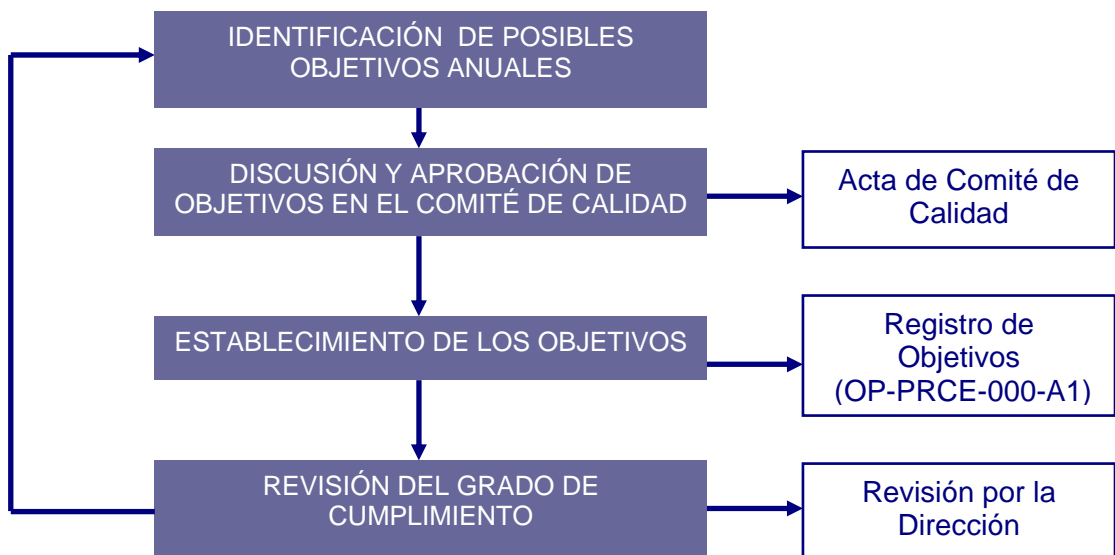 IDENTIFICACIÓN DE POSIBLES
OBJETIVOS ANUALES
DISCUSIÓN Y APROBACIÓN DE
OBJETIVOS EN EL COMITÉ DE CALIDAD
Acta de Comité de
Calidad
ESTABLECIMIENTO DE LOS OBJETIVOS
Registro de
Objetivos
(OP-PRCE-000-A1)
REVISIÓN DEL GRADO DE
CUMPLIMIENTO
Revisión por la
Dirección